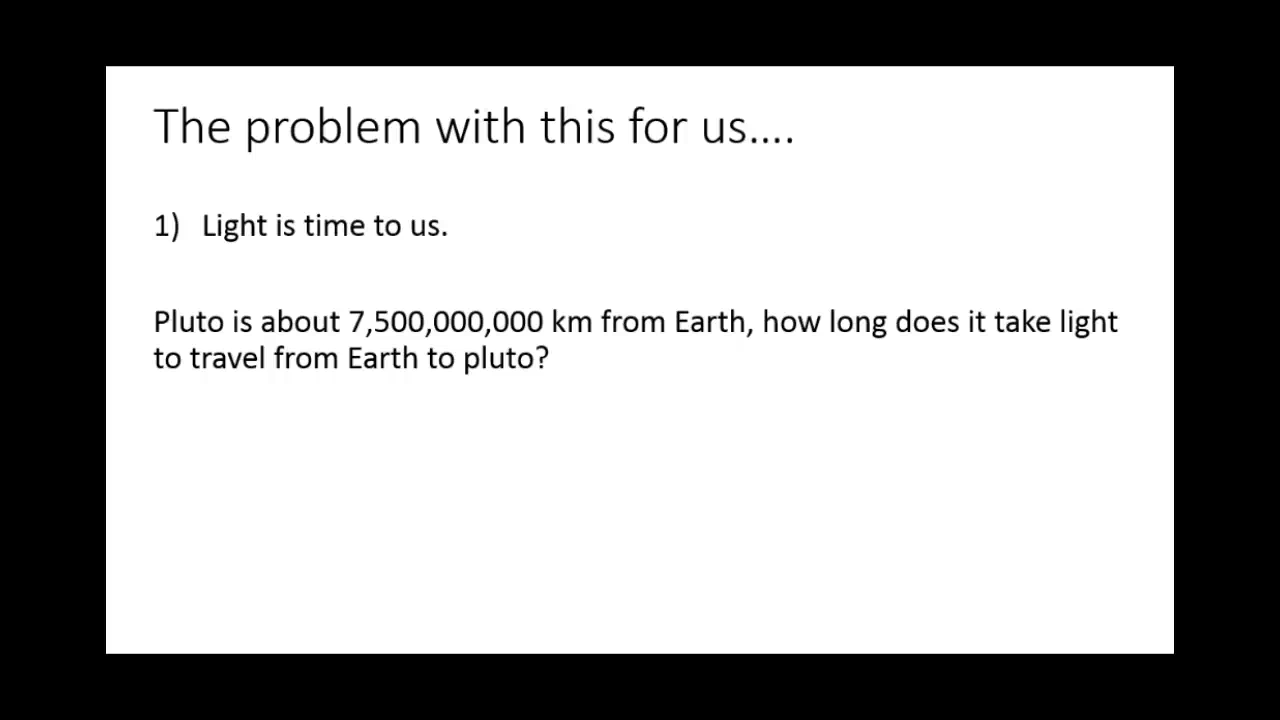 The problem with this for us....
1) Light is time to us.
Pluto is about 7,500,000,000 km from Earth, how long does it take light
to travel from Earth to pluto?